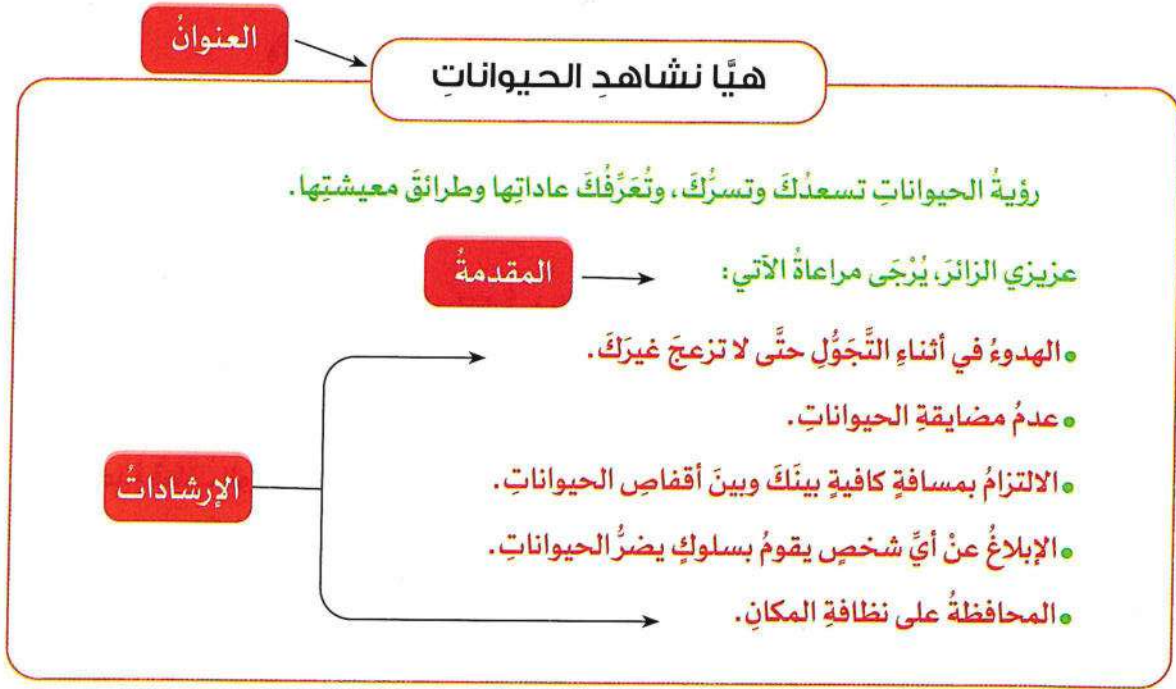 العنوانُ
هيَّا نشاهدِ الحيواناتِ
رؤيةُ الحيواناتِ تسعدُكَ وتسرُّكَ، وتُعَرِّفُكَ عاداتِها وطرائقَ معيشتِها.
عزيزي الزائرَ، يُرْجَى مراعاةُ الآتي:
المقدمةُ
• الهدوءُ في أثناءِ التَّجَوُّلِ حتَّى لا تزعجَ غيرَكَ.
• عدمُ مضايقةِ الحيواناتِ.
• الالتزامُ بمسافةٍ كافيةٍ بينَكَ وبينَ أقفاصِ الحيواناتِ.
الإرشاداتُ
• الإبلاغُ عنْ أيِّ شخصٍ يقومُ بسلوكٍ يضرُّ الحيواناتِ.
• المحافظةُ على نظافةِ المكانِ.